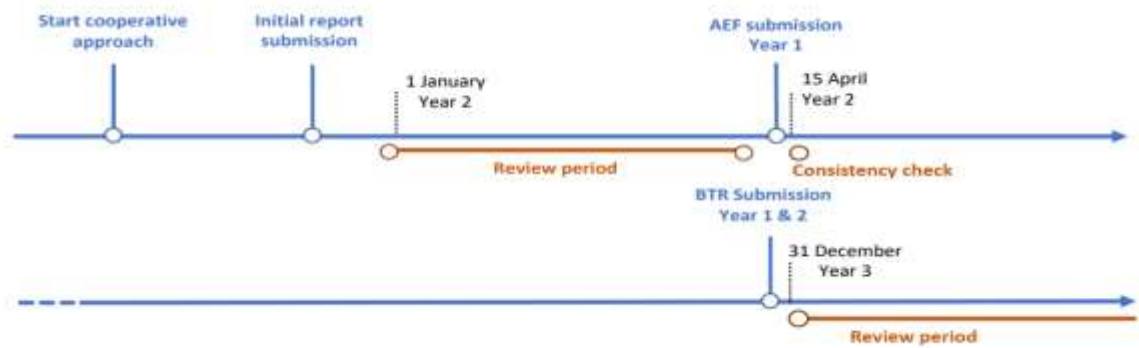 Start cooperative
approach
Initial report
submission
AEF submission
Year 1
1 January
Year 2
15 April
Year 2
Review period
Consistency check
BTR Submission
Year 1 & 2
31 December
Year 3
Review period